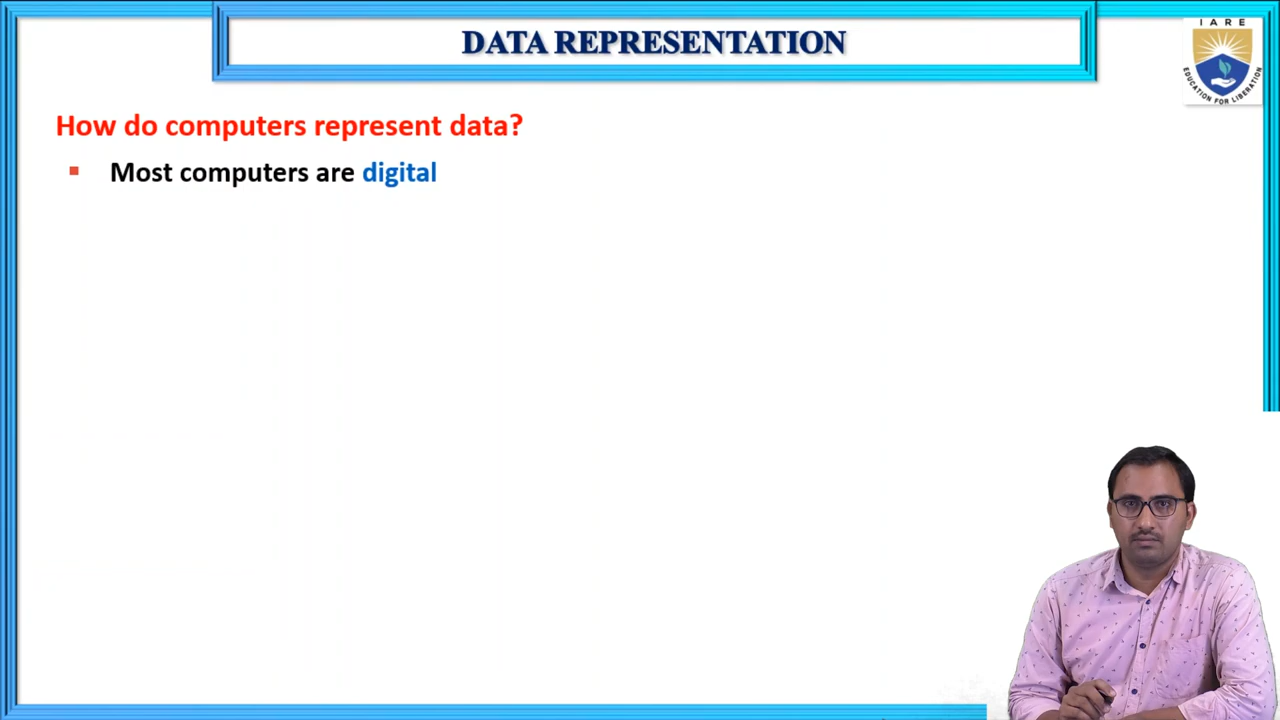 DATA REPRESENTATION
I A R E
EDUCATION FOR LIBERATION
How do computers represent data?
Most computers are digital